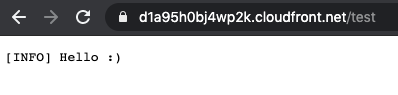 d1a95h0bj4wp2k.cloudfront.net/test
[INFO] Hello :)